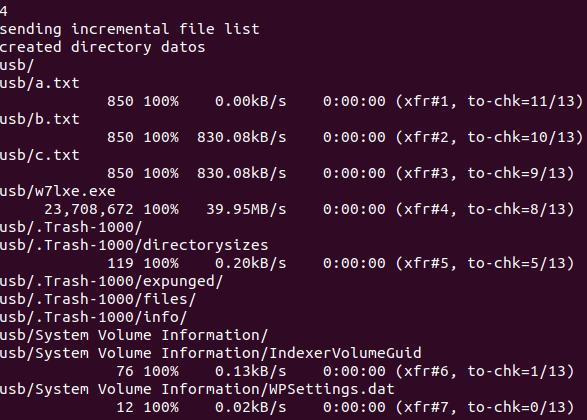 4
sending incremental file list
created directory datos
usb/
usb/a.txt
850 100% 0.00kB/s 0:00:00 (xfr#1, to-chk=11/13)
usb/b.txt
850 100% 830.08kB/s 0:00:00 (xfr#2, to-chk=10/13)
usb/c.txt
850 100% 830.08kB/s 0:00:00 (xfr#3, to-chk=9/13)
usb/w7lxe.exe
23,708,672 100% 39.95MB/s 0:00:00 (xfr#4, to-chk=8/13)
usb/.Trash-1000/
usb/.Trash-1000/directorysizes
119 100% 0.20kB/s 0:00:00 (xfr#5, to-chk=5/13)
usb/.Trash-1000/expunged/
usb/.Trash-1000/files/
usb/.Trash-1000/info/
usb/System Volume Information/
usb/System Volume Information/IndexerVolumeGuid
76 100% 0.13kB/s 0:00:00 (xfr#6, to-chk=1/13)
usb/System Volume Information/WPSettings.dat
12 100% 0.02kB/s 0:00:00 (xfr#7, to-chk=0/13)